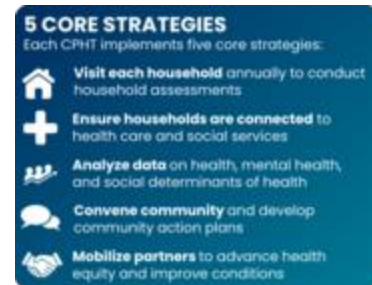 5 CORE STRATEGIES
Each CPHT implements five core strategies:
Visit each household annually to conduct
household assessments
Ensure households are connected to
health care and social services
Analyze data on health, mental health,
and social determinants of health
Convene community and develop
community action plans
Mobilize partners to advance health
equity and improve conditions